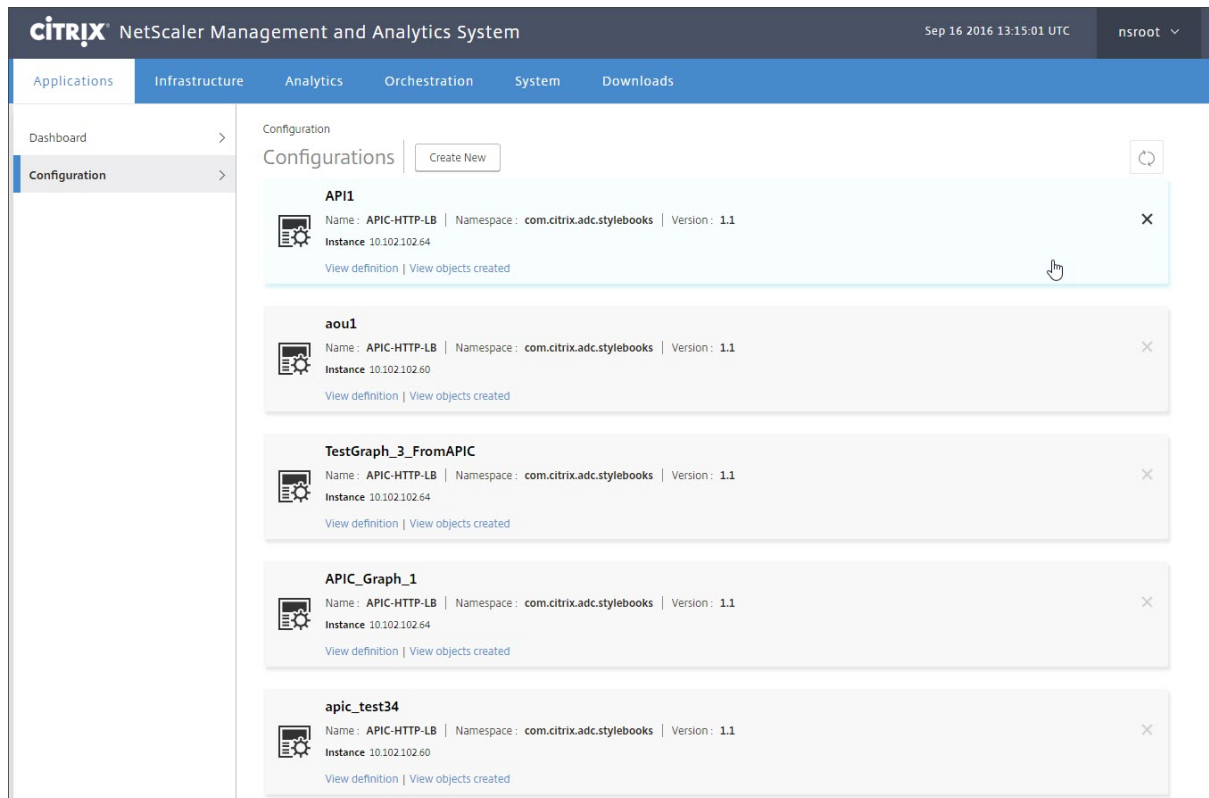 CITRIX NetScaler Management and Analytics System
Sep 16 2016 13:15:01 UTC
nsroot
Applications Infrastructure Analytics Orchestration System Downloads
Dashboard
Configuration
Configuration
Configurations Create New
API1
Name : APIC-HTTP-LB | Namespace : com.citrix.adc.stylebooks | Version : 1.1
Instance 10.102.102.64
View definition | View objects created
aou1
Name : APIC-HTTP-LB | Namespace : com.citrix.adc.stylebooks | Version : 1.1
Instance 10.102.102.60
View definition | View objects created
TestGraph_3_FromAPIC
Name : APIC-HTTP-LB | Namespace : com.citrix.adc.stylebooks | Version : 1.1
Instance 10.102.102.64
View definition | View objects created
APIC_Graph_1
Name : APIC-HTTP-LB | Namespace : com.citrix.adc.stylebooks | Version : 1.1
Instance 10.102.102.64
View definition | View objects created
apic_test34
Name : APIC-HTTP-LB | Namespace : com.citrix.adc.stylebooks | Version : 1.1
Instance 10.102.102.60
View definition | View objects created